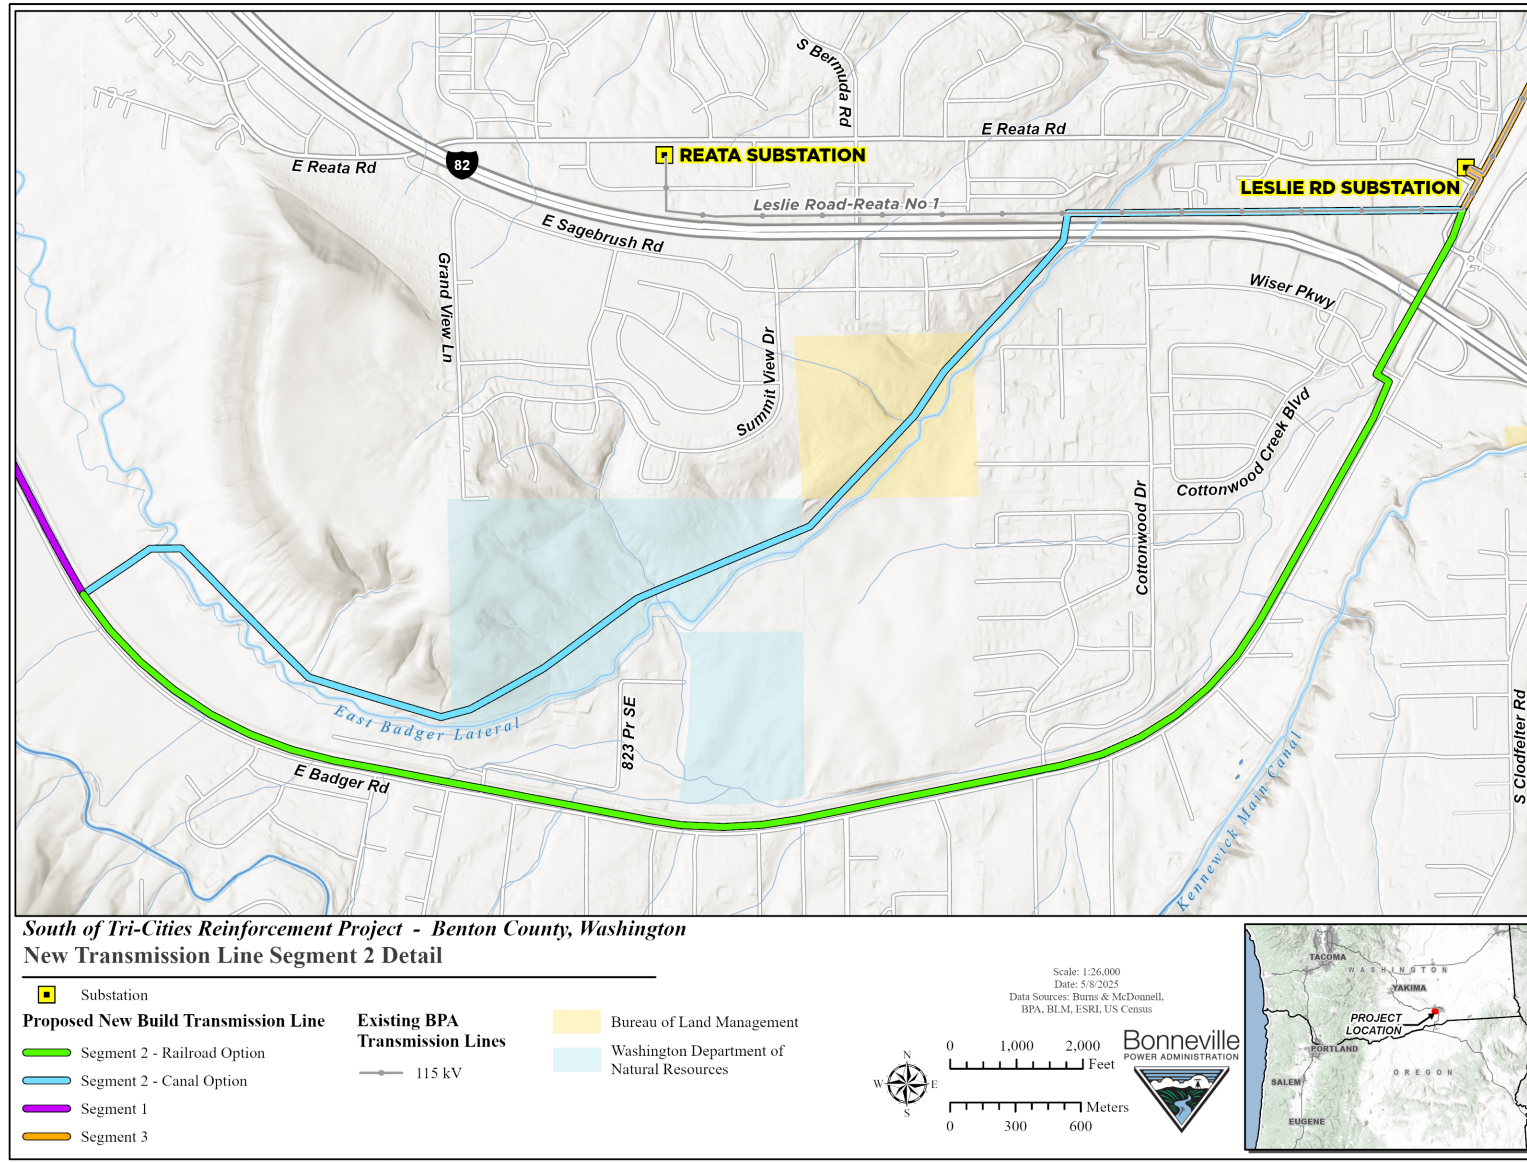 S Bermuda Rd
E Reata Rd
E Reata Rd
82
REATA SUBSTATION
LESLIE RD SUBSTATION
Leslie Road-Reata No 1
E Sagebrush Rd
Grand View Ln
Wiser Pkwy
Summit View Dr
Cottonwood Creek Blvd
Cottonwood Dr
East Badger Lateral
823 Pr SE
E Badger Rd
Kennewick Main Canal
S Clodfelter Rd
South of Tri-Cities Reinforcement Project - Benton County, Washington
New Transmission Line Segment 2 Detail
Substation
Proposed New Build Transmission Line
Segment 2 - Railroad Option
Segment 2 - Canal Option
Segment 1
Segment 3
Existing BPA
Transmission Lines
115 kV
Bureau of Land Management
Washington Department of
Natural Resources
Scale: 1:26,000
Date: 5/8/2025
Data Sources: Burns & McDonnell,
BPA, BLM, ESRI, US Census
N
W E
S
0 1,000 2,000
Feet
Meters
0 300 600
Bonneville
POWER ADMINISTRATION
TACOMA
WASHINGTON
YAKIMA
PROJECT
LOCATION
PORTLAND
SALEM
OREGON
EUGENE